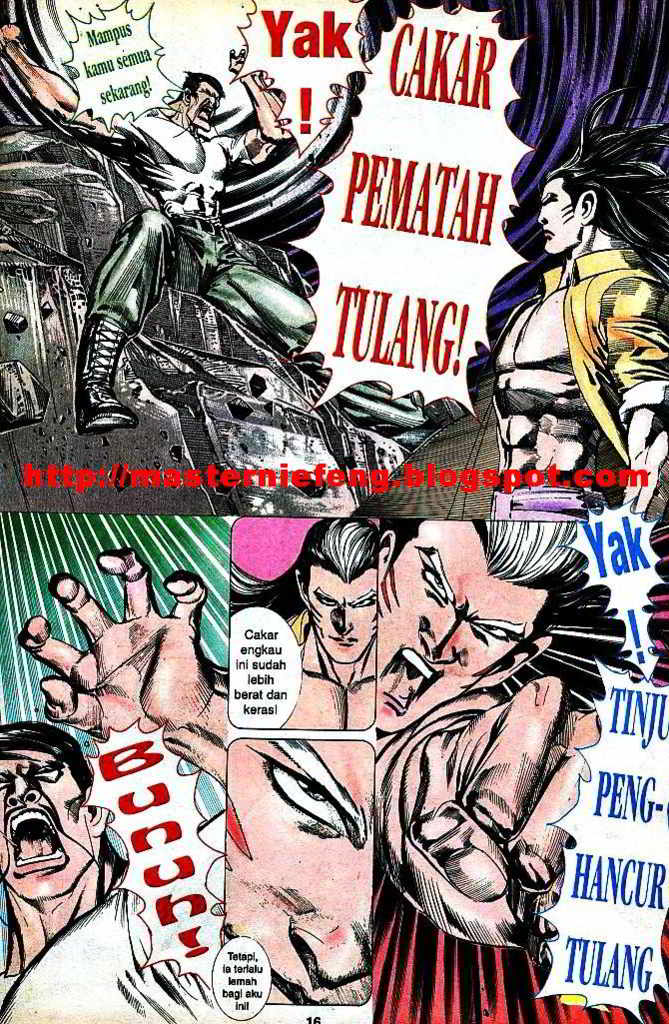 Mampus
kamu semua
sekarang!
Yak
!
CAKAR
PEMATAH
TULANG!
http://masterniefeng.blogspot.com
Bunuh!
Cakar
engkau
ini sudah
lebih
berat dan
keras!
Tetapi,
ia terlalu
lemah
bagi aku
ini!
Yak
!
TINJU
PENG-
HANCUR
TULANG
16